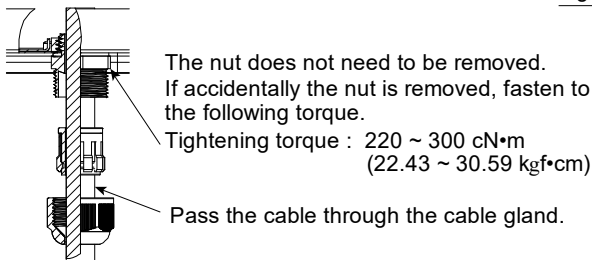 The nut does not need to be removed.
If accidentally the nut is removed, fasten to
the following torque.
Tightening torque : 220 ~ 300 cN•m
(22.43 ~ 30.59 kgf•cm)
Pass the cable through the cable gland.